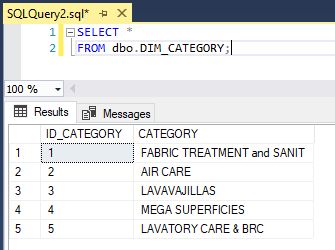 SQLQuery2.sql*
1 SELECT *
2 FROM dbo.DIM_CATEGORY;
100 %
Results Messages
ID_CATEGORY CATEGORY
1 1 FABRIC TREATMENT and SANIT
2 2 AIR CARE
3 3 LAVAVAJILLAS
4 4 MEGA SUPERFICIES
5 5 LAVATORY CARE & BRC